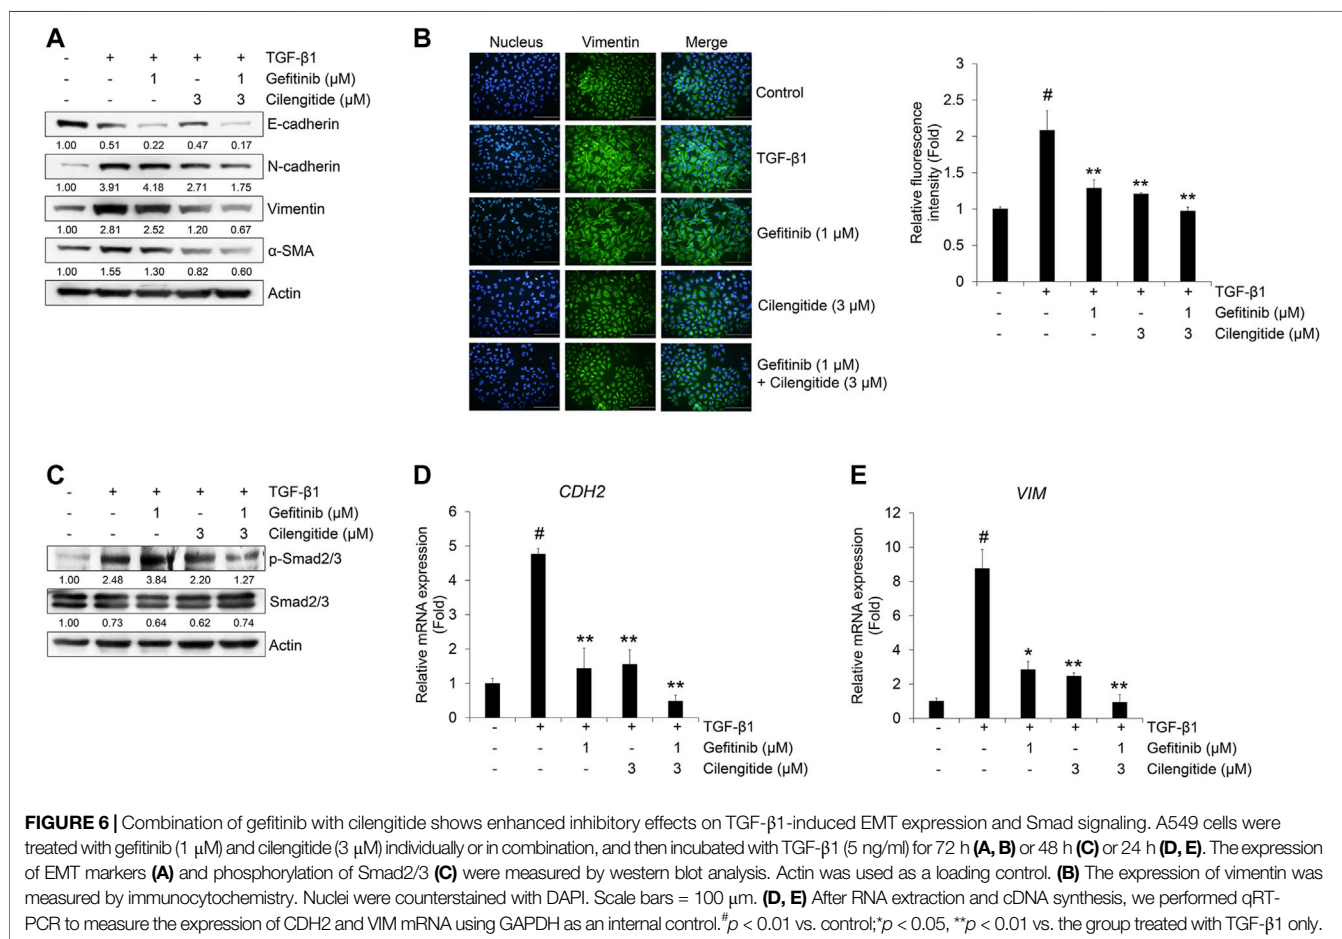 A
- + + + + TGF-β1
- - 1 - 1 Gefitinib (μM)
- - - 3 3 Cilengitide (μM)
E-cadherin
1.00 0.51 0.22 0.47 0.17
N-cadherin
1.00 3.91 4.18 2.71 1.75
Vimentin
1.00 2.81 2.52 1.20 0.67
α-SMA
1.00 1.55 1.30 0.82 0.60
Actin
B
Nucleus Vimentin Merge
Control
TGF-β1
Gefitinib (1 μM)
Cilengitide (3 μM)
Gefitinib (1 μM)
+ Cilengitide (3 μM)
Relative fluorescence
intensity (Fold)
3
2.5
2
1.5
1
0.5
0
# ** ** **
- + + + + TGF-β1
- - 1 - 1 Gefitinib (μM)
- - - 3 3 Cilengitide (μM)
C
- + + + + TGF-β1
- - 1 - 1 Gefitinib (μM)
- - - 3 3 Cilengitide (μM)
p-Smad2/3
1.00 2.48 3.84 2.20 1.27
Smad2/3
1.00 0.73 0.64 0.62 0.74
Actin
D
CDH2
Relative mRNA expression
(Fold)
6
5
4
3
2
1
0
# ** ** **
- + + + + TGF-β1
- - 1 - 1 Gefitinib (μM)
- - - 3 3 Cilengitide (μM)
E
VIM
Relative mRNA expression
(Fold)
12
10
8
6
4
2
0
# * ** **
- + + + + TGF-β1
- - 1 - 1 Gefitinib (μM)
- - - 3 3 Cilengitide (μM)
FIGURE 6 | Combination of gefitinib with cilengitide shows enhanced inhibitory effects on TGF-β1-induced EMT expression and Smad signaling. A549 cells were
treated with gefitinib (1 μM) and cilengitide (3 μM) individually or in combination, and then incubated with TGF-β1 (5 ng/ml) for 72 h (A, B) or 48 h (C) or 24 h (D, E). The expression
of EMT markers (A) and phosphorylation of Smad2/3 (C) were measured by western blot analysis. Actin was used as a loading control. (B) The expression of vimentin was
measured by immunocytochemistry. Nuclei were counterstained with DAPI. Scale bars = 100 μm. (D, E) After RNA extraction and cDNA synthesis, we performed qRT-
PCR to measure the expression of CDH2 and VIM mRNA using GAPDH as an internal control. #p < 0.01 vs. control;*p < 0.05, **p < 0.01 vs. the group treated with TGF-β1 only.